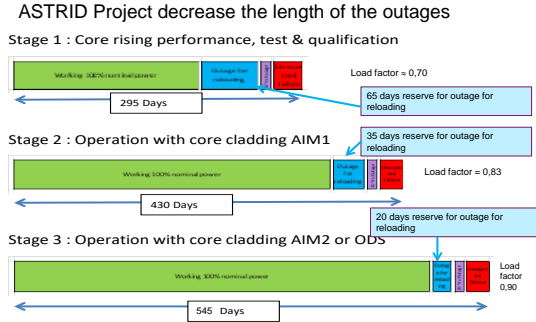 ASTRID Project decrease the length of the outages
Stage 1 : Core rising performance, test & qualification
Working 100% nominal power
Outage for
reloading
Load factor ≈ 0,70
295 Days
65 days reserve for outage for
reloading
35 days reserve for outage for
reloading
Stage 2 : Operation with core cladding AIM1
Working 100% nominal power
Outage
for
reloading
Load factor = 0,83
430 Days
20 days reserve for outage for
reloading
Stage 3 : Operation with core cladding AIM2 or ODS
Working 100% nominal power
Load
factor
0,90
545 Days